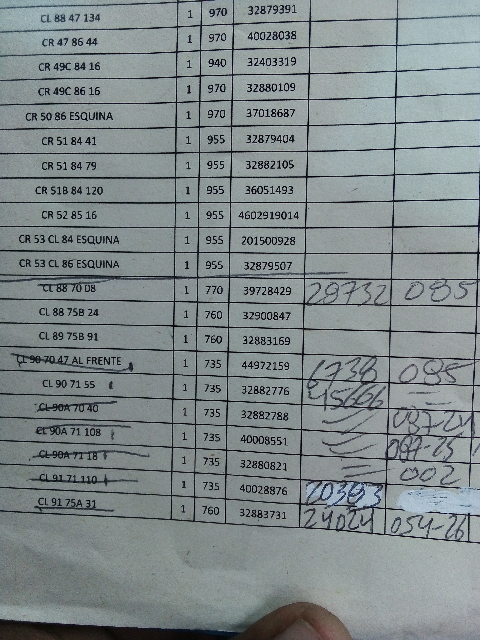 CL 88 47 134 1 970 32879391
CR 47 86 44 1 970 40028038
CR 49C 84 16 1 940 32403319
CR 49C 86 16 1 970 32880109
CR 50 86 ESQUINA 1 970 37018687
CR 51 84 41 1 955 32879404
CR 51 84 79 1 955 32882105
CR 51B 84 120 1 955 36051493
CR 52 85 16 1 955 4602919014
CR 53 CL 84 ESQUINA 1 955 201500928
CR 53 CL 86 ESQUINA 1 955 32879507
CL 88 70 08 1 770 39728429 28732 085
CL 88 75B 24 1 760 32900847
CL 89 75B 91 1 760 32883169
CL 90 70 47 AL FRENTE 1 735 44972159 1738 085
CL 90 71 55 1 735 32882776 45666
CL 90A 70 40 1 735 32882788
CL 90A 71 108 1 735 40008551 087-25
CL 90A 71 18 1 735 32880821 002
CL 91 71 110 1 735 40028876
CL 91 75A 31 1 760 32883731 24024 054-26